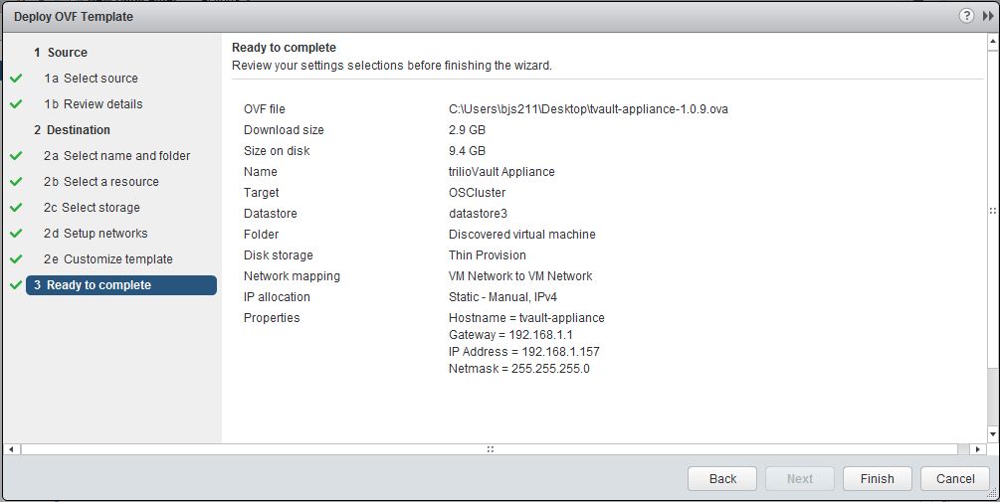 Deploy OVF Template
1 Source
1a Select source
1b Review details
2 Destination
2a Select name and folder
2b Select a resource
2c Select storage
2d Setup networks
2e Customize template
3 Ready to complete
Ready to complete
Review your settings selections before finishing the wizard.
OVF file C:\Users\bjs211\Desktop\tvault-appliance-1.0.9.ova
Download size 2.9 GB
Size on disk 9.4 GB
Name trilioVault Appliance
Target OSCluster
Datastore datastore3
Folder Discovered virtual machine
Disk storage Thin Provision
Network mapping VM Network to VM Network
IP allocation Static - Manual, IPv4
Properties Hostname = tvault-appliance
Gateway = 192.168.1.1
IP Address = 192.168.1.157
Netmask = 255.255.255.0
Back Next Finish Cancel